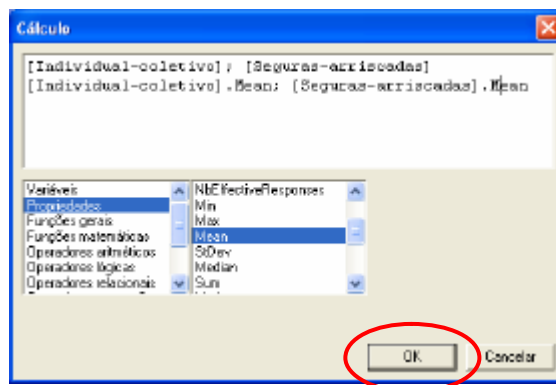 Cálculo
[Individual-coletivo]; [Seguras-arriscadas]
[Individual-coletivo].Mean; [Seguras-arriscadas].Mean
Variáveis
Propriedades
Funções gerais
Funções matemáticas
Operadores aritméticos
Operadores lógicos
Operadores relacionais
NbEffectiveResponses
Min
Max
Mean
StDev
Median
Sum
OK
Cancelar